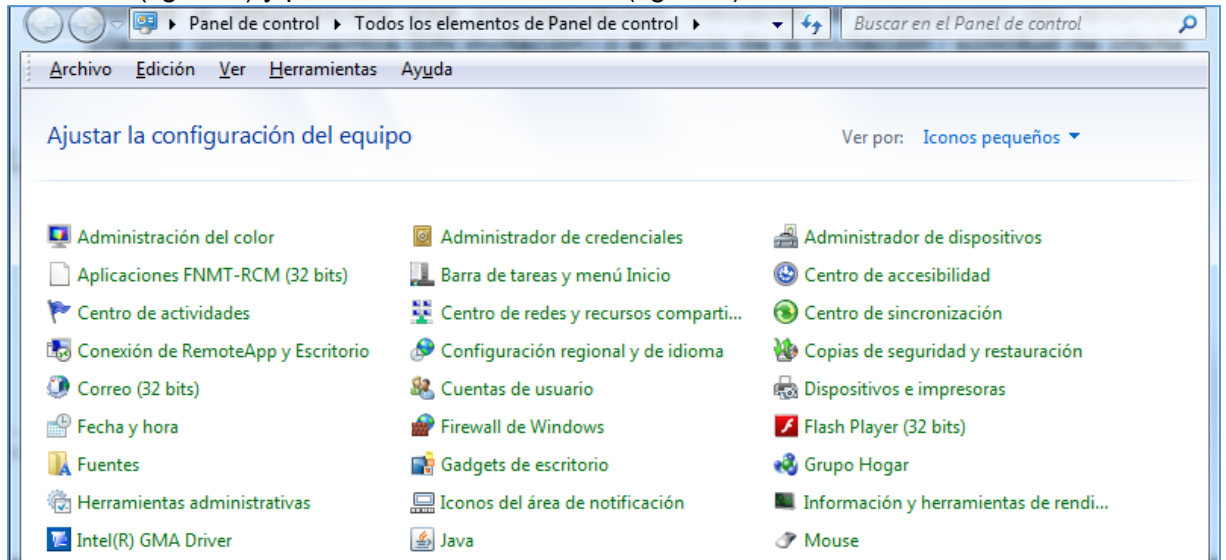 Panel de control Todos los elementos de Panel de control Buscar en el Panel de control
Archivo Edición Ver Herramientas Ayuda
Ajustar la configuración del equipo Ver por: Iconos pequeños
Administración del color Administrador de credenciales Administrador de dispositivos
Aplicaciones FNMT-RCM (32 bits) Barra de tareas y menú Inicio Centro de accesibilidad
Centro de actividades Centro de redes y recursos comparti... Centro de sincronización
Conexión de RemoteApp y Escritorio Configuración regional y de idioma Copias de seguridad y restauración
Correo (32 bits) Cuentas de usuario Dispositivos e impresoras
Fecha y hora Firewall de Windows Flash Player (32 bits)
Fuentes Gadgets de escritorio Grupo Hogar
Herramientas administrativas Iconos del área de notificación Información y herramientas de rendi...
Intel(R) GMA Driver Java Mouse